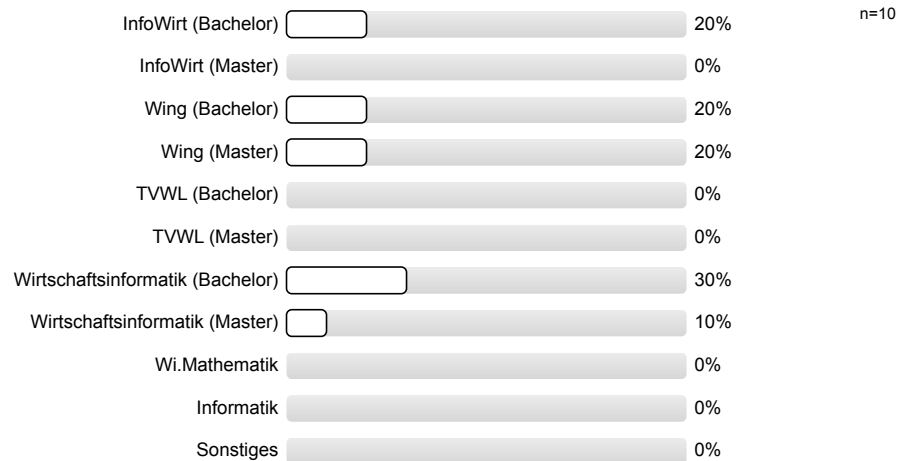 InfoWirt (Bachelor) 20% n=10
InfoWirt (Master) 0%
Wing (Bachelor) 20%
Wing (Master) 20%
TVWL (Bachelor) 0%
TVWL (Master) 0%
Wirtschaftsinformatik (Bachelor) 30%
Wirtschaftsinformatik (Master) 10%
Wi.Mathematik 0%
Informatik 0%
Sonstiges 0%